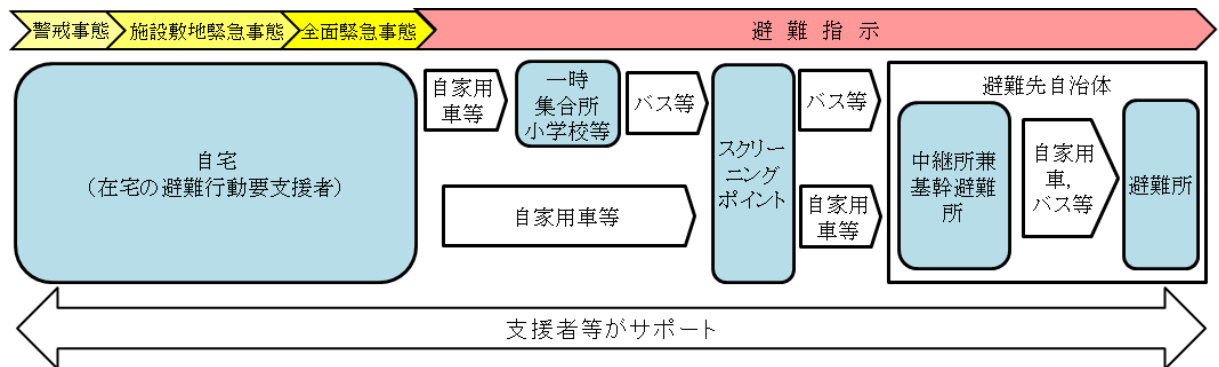 警戒事態
施設敷地緊急事態
全面緊急事態
避難指示
自宅
（在宅の避難行動要支援者）
自家用
車等
一時
集合所
小学校等
バス等
自家用車等
スクリー
ニング
ポイント
バス等
自家用
車等
避難先自治体
中継所兼
基幹避難
所
自家用
車，
バス等
避難所
支援者等がサポート